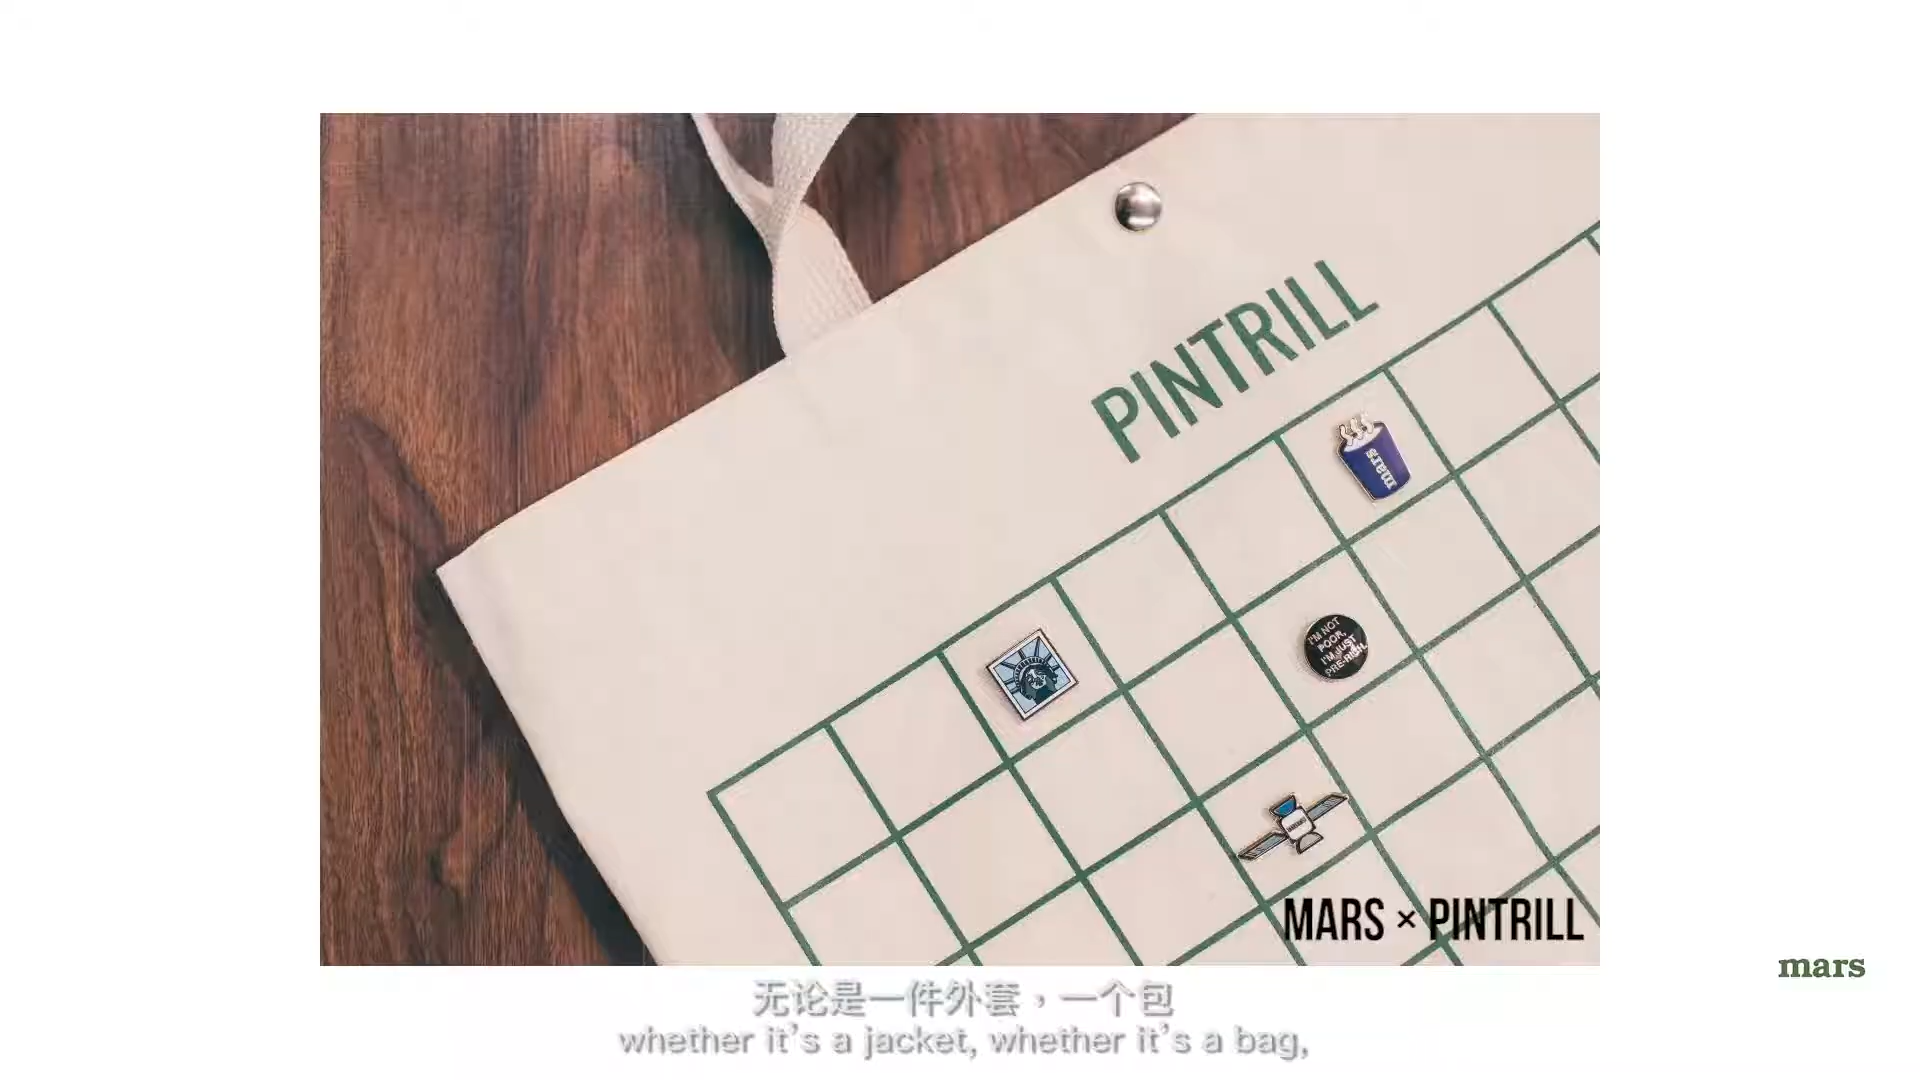 PINTRILL
mars
I'M NOT
POOR,
I'M JUST
PRE-RICH.
MARS × PINTRILL
mars
无论是一件外套，一个包
whether it's a jacket, whether it's a bag,